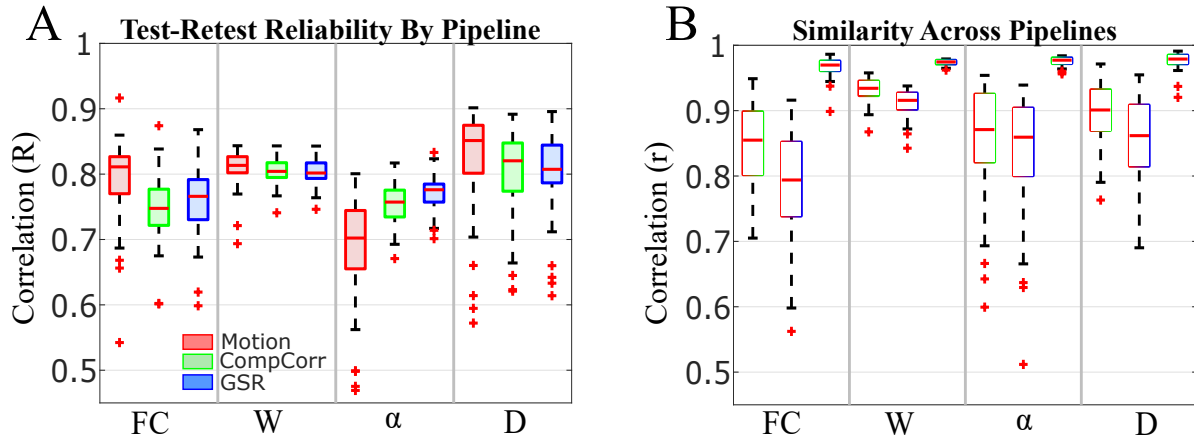 A
Test-Retest Reliability By Pipeline
Correlation (R)
1
0.9
0.8
0.7
0.6
0.5
Motion
CompCorr
GSR
FC
W
α
D
B
Similarity Across Pipelines
Correlation (r)
1
0.9
0.8
0.7
0.6
0.5
FC
W
α
D